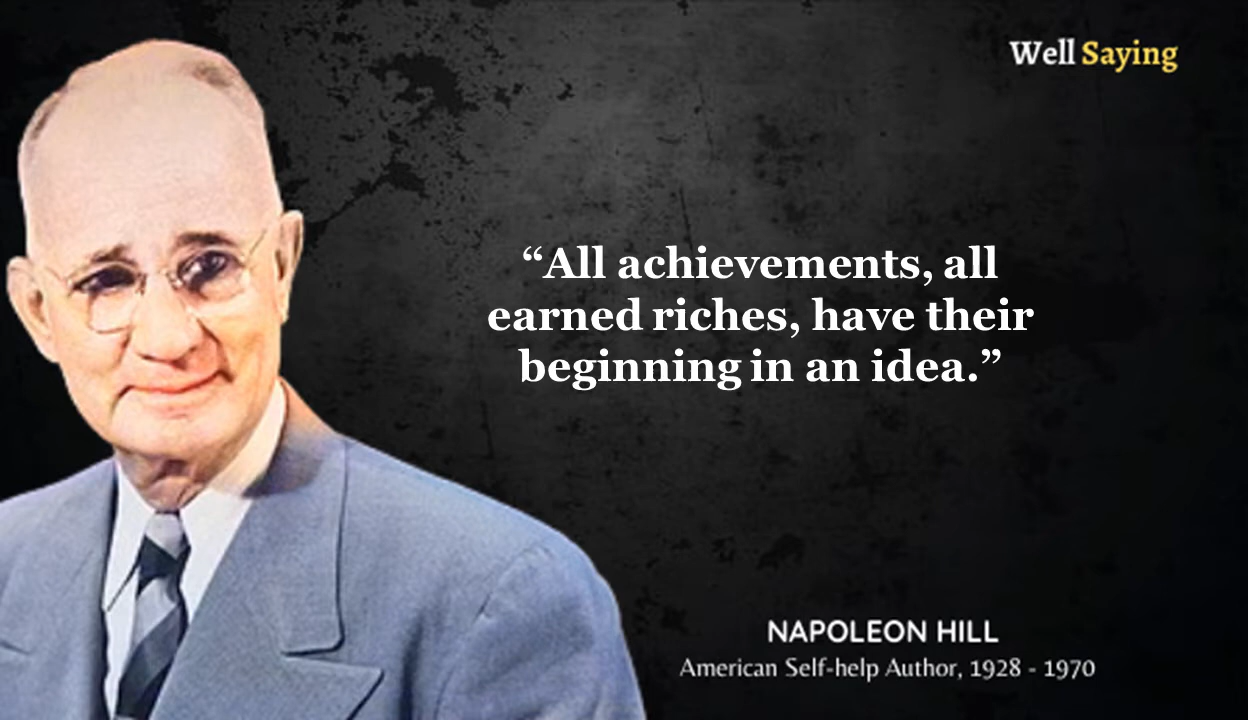 Well Saying
“All achievements, all
earned riches, have their
beginning in an idea.”
NAPOLEON HILL
American Self-help Author, 1928 - 1970